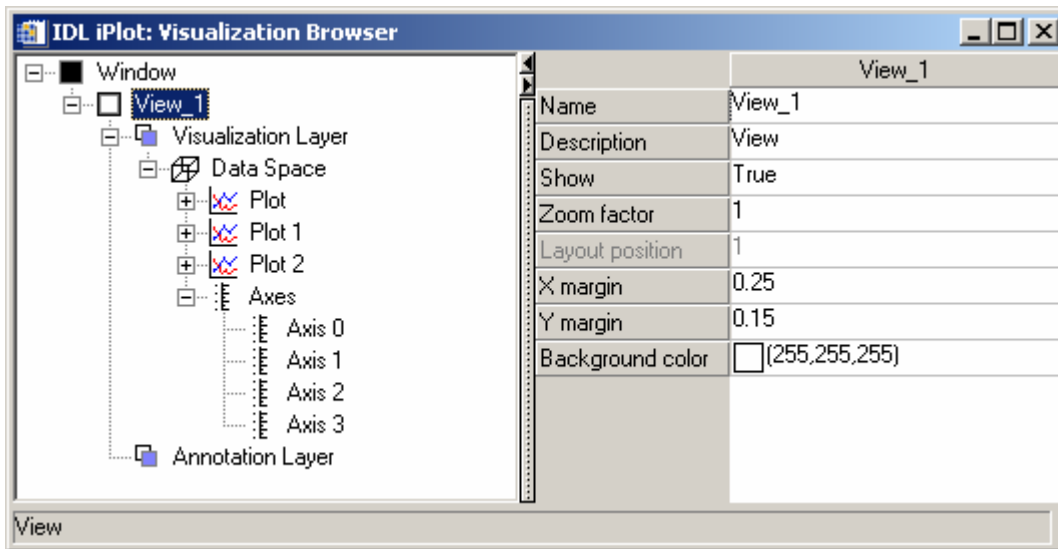 IDL iPlot: Visualization Browser
Window
View_1
Visualization Layer
Data Space
Plot
Plot 1
Plot 2
Axes
Axis 0
Axis 1
Axis 2
Axis 3
Annotation Layer
View_1
Name View_1
Description View
Show True
Zoom factor 1
Layout position 1
X margin 0.25
Y margin 0.15
Background color (255,255,255)
View